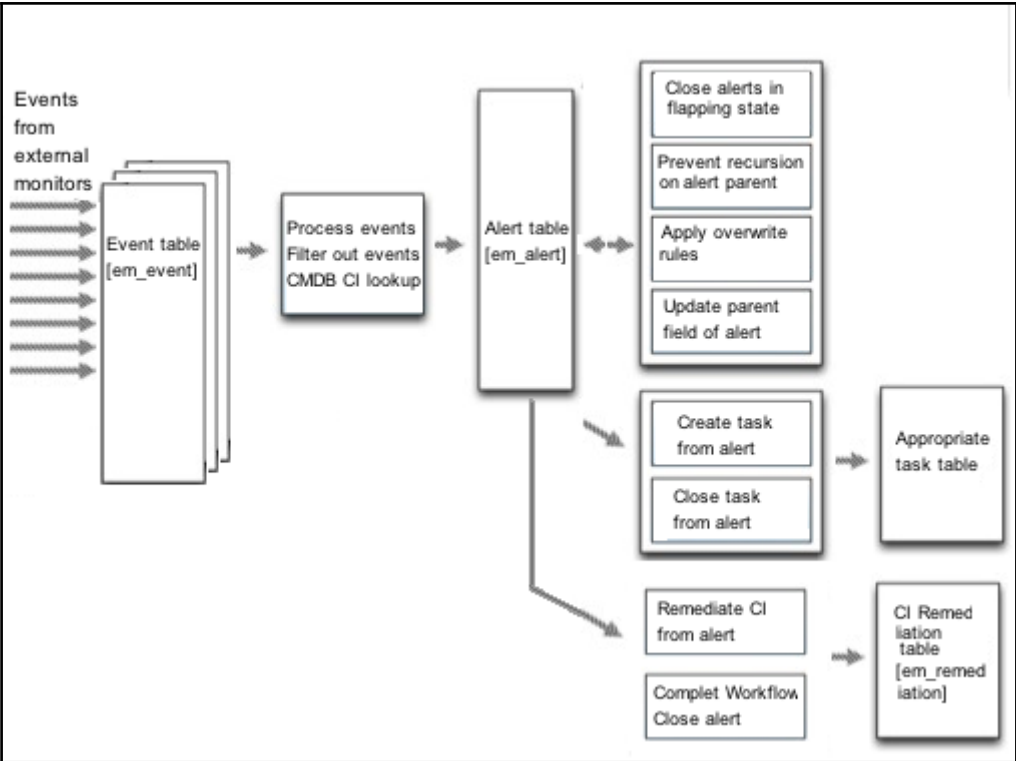 Events
from
external
monitors
Event table
[em_event]
Process events
Filter out events
CMDB CI lookup
Alert table
[em_alert]
Close alerts in
flapping state
Prevent recursion
on alert parent
Apply overwrite
rules
Update parent
field of alert
Create task
from alert
Close task
from alert
Appropriate
task table
Remediate CI
from alert
Complet Workflow
Close alert
CI Remed
iation
table
[em_remed
iation]